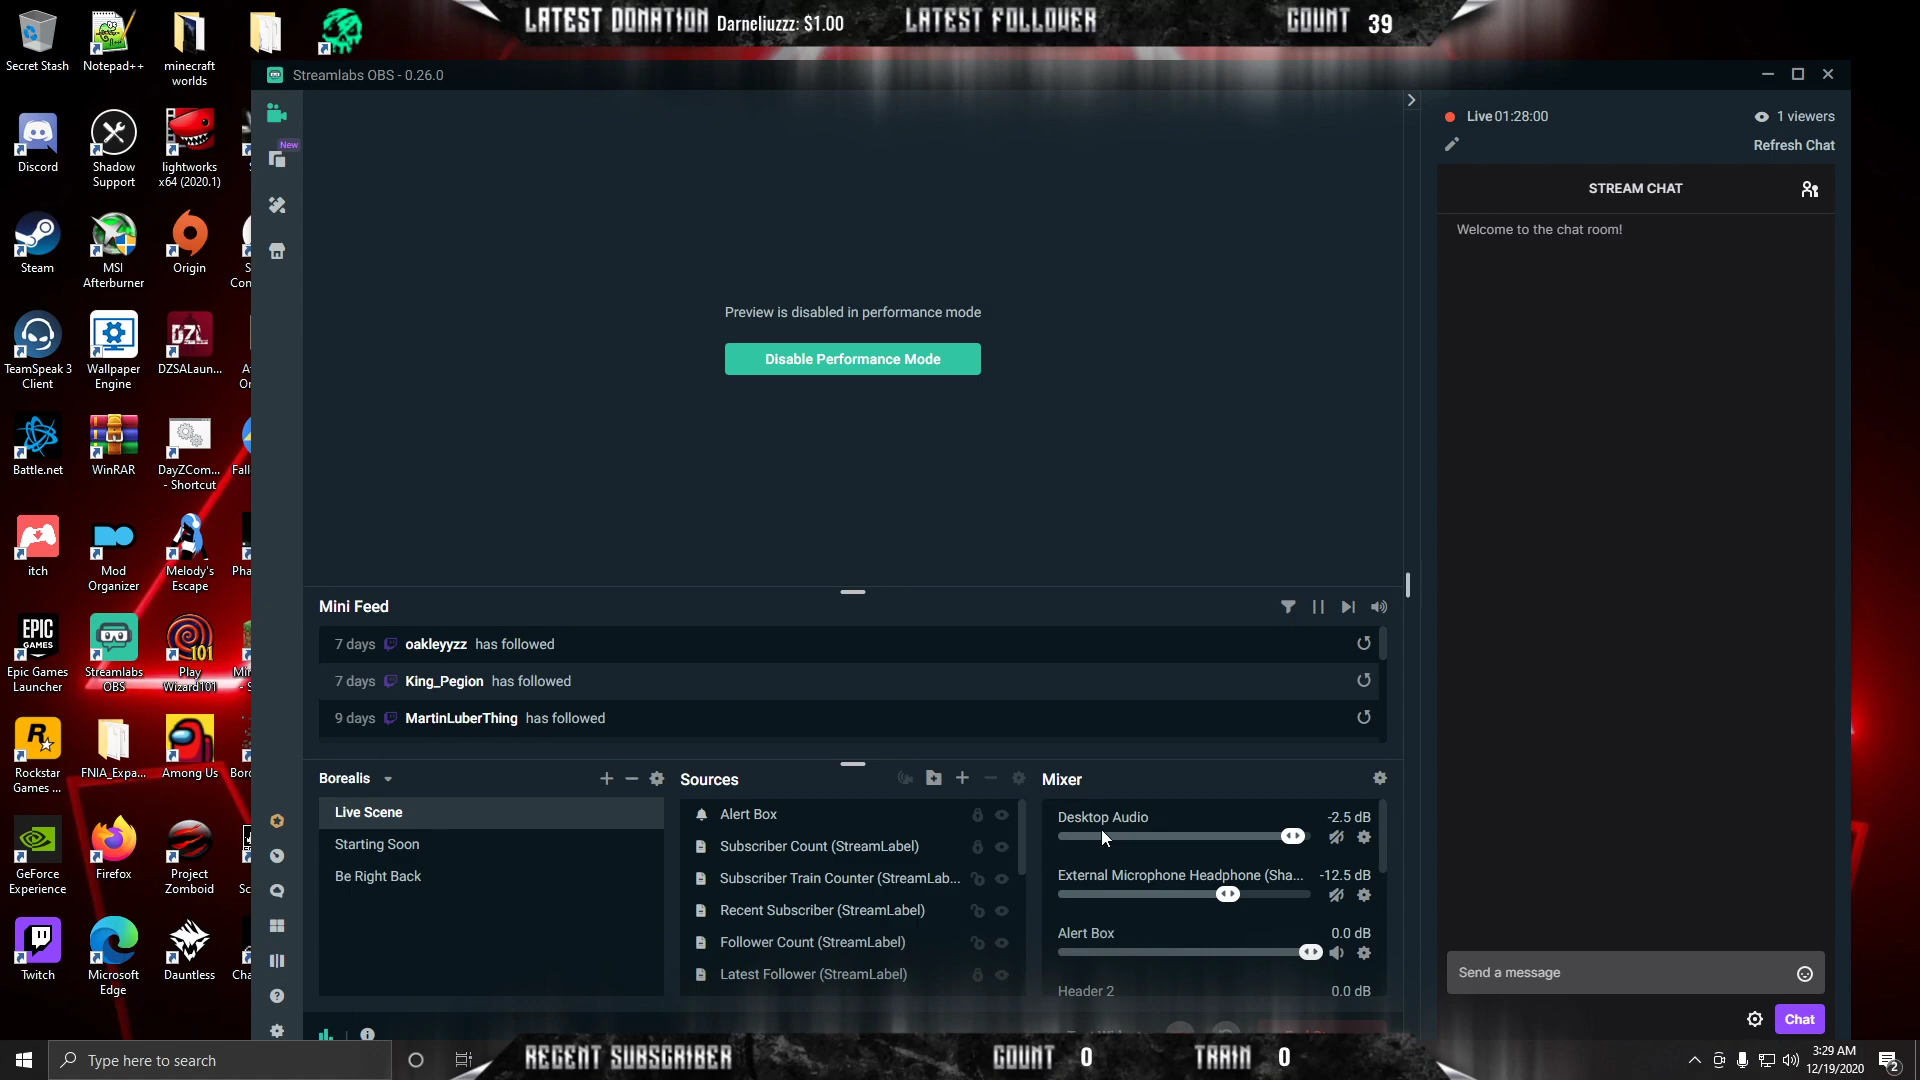 LATEST DONATION Darneliuzzz: $1.00 LATEST FOLLOWER COUNT 39
Secret Stash
Notepad++
minecraft
worlds
Streamlabs OBS - 0.26.0
Discord
Shadow
Support
lightworks
x64 (2020.1)
Steam
MSI
Afterburner
Origin
TeamSpeak 3
Client
Wallpaper
Engine
DZL
DZSALaun...
Battle.net
WinRAR
DayZCom...
- Shortcut
Fall
itch
Mod
Organizer
Melody's
Escape
Pha
EPIC
GAMES
Epic Games
Launcher
Streamlabs
OBS
101
Play
Wizard101
Rockstar
Games ...
FNIA_Expa...
Among Us
GeForce
Experience
Firefox
Project
Zomboid
Twitch
Microsoft
Edge
Dauntless
New
Preview is disabled in performance mode
Disable Performance Mode
Mini Feed
7 days oakleyyzz has followed
7 days King_Pegion has followed
9 days MartinLuberThing has followed
Borealis
Live Scene
Starting Soon
Be Right Back
Sources
Alert Box
Subscriber Count (StreamLabel)
Subscriber Train Counter (StreamLab...
Recent Subscriber (StreamLabel)
Follower Count (StreamLabel)
Latest Follower (StreamLabel)
Mixer
Desktop Audio -2.5 dB
External Microphone Headphone (Sha... -12.5 dB
Alert Box 0.0 dB
Header 2 0.0 dB
Live 01:28:00 1 viewers
Refresh Chat
STREAM CHAT
Welcome to the chat room!
Send a message
Chat
Type here to search
RECENT SUBSCRIBER COUNT 0 TRAIN 0
3:29 AM
12/19/2020
2